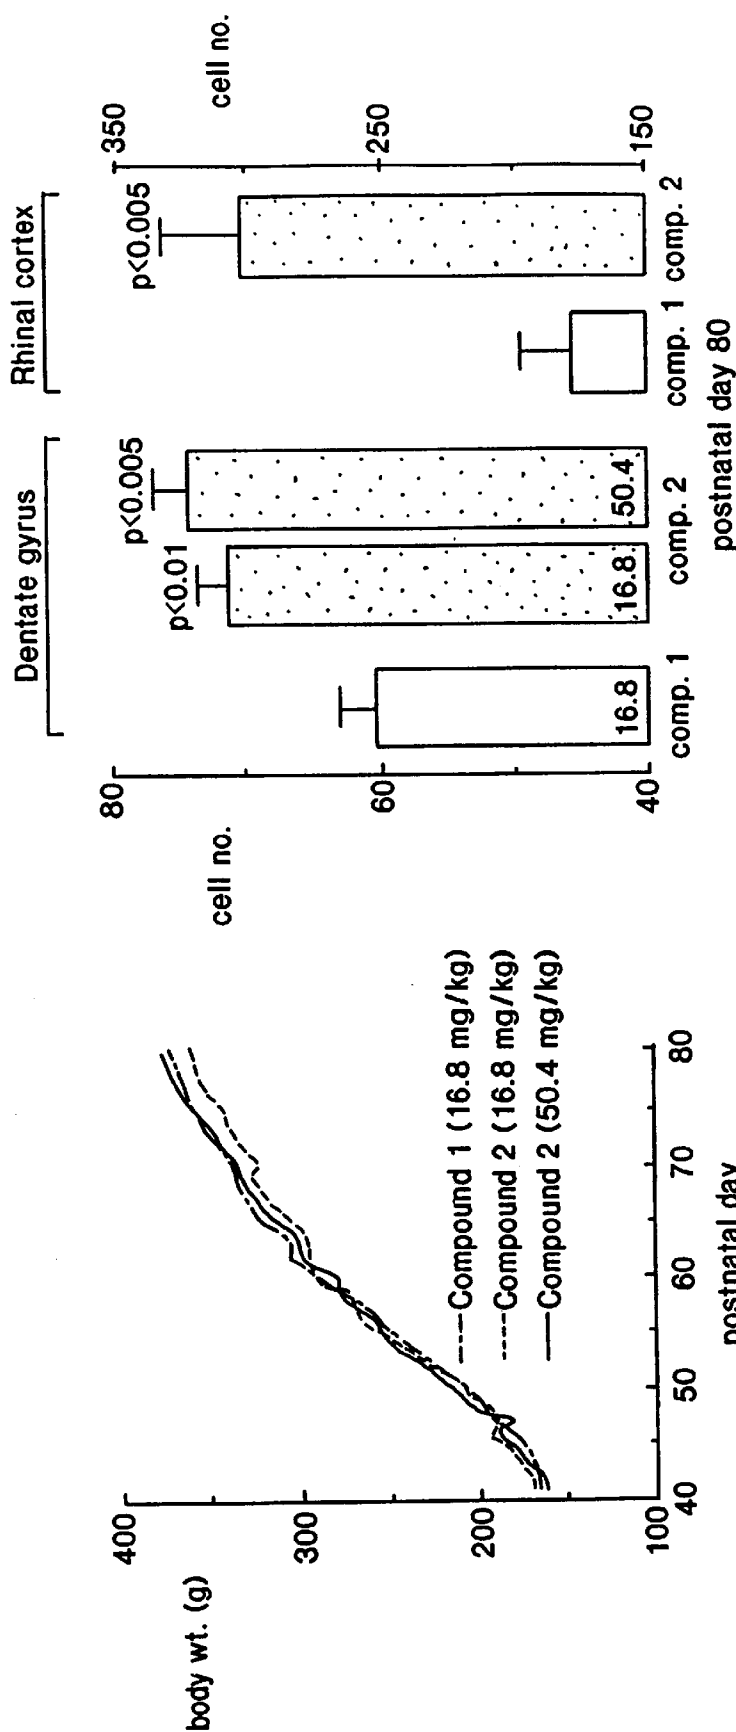 body wt. (g)
400
300
200
100
40
50
60
70
80
postnatal day
Compound 1 (16.8 mg/kg)
Compound 2 (16.8 mg/kg)
Compound 2 (50.4 mg/kg)
Dentate gyrus
Rhinal cortex
cell no.
80
60
40
p<0.01
p<0.005
p<0.005
16.8
16.8
50.4
comp. 1
comp. 2
comp. 1
comp. 2
postnatal day 80
cell no.
350
250
150